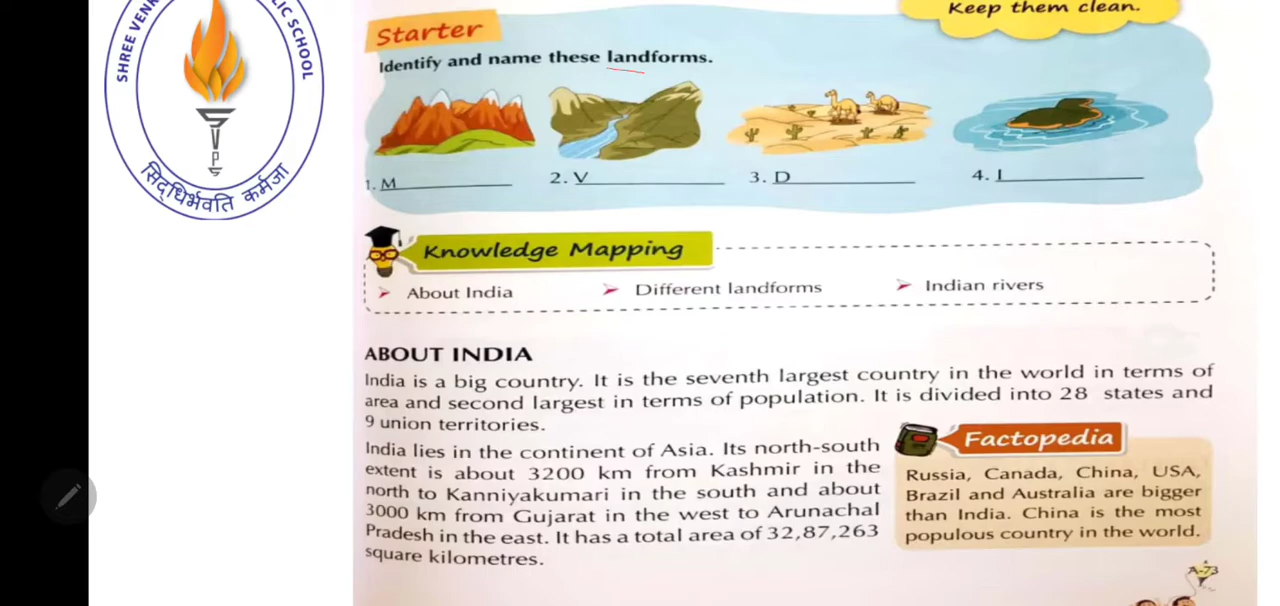 SHREE VENK
LIC SCHOOL
SVPS
सिद्धिर्भवति कर्मजा
Keep them clean.
Starter
Identify and name these landforms.
1. M
2. V
3. D
4. I
Knowledge Mapping
➤ About India
➤ Different landforms
➤ Indian rivers
ABOUT INDIA
India is a big country. It is the seventh largest country in the world in terms of
area and second largest in terms of population. It is divided into 28 states and
9 union territories.
India lies in the continent of Asia. Its north-south
extent is about 3200 km from Kashmir in the
north to Kanniyakumari in the south and about
3000 km from Gujarat in the west to Arunachal
Pradesh in the east. It has a total area of 32,87,263
square kilometres.
Factopedia
Russia, Canada, China, USA,
Brazil and Australia are bigger
than India. China is the most
populous country in the world.
A-73